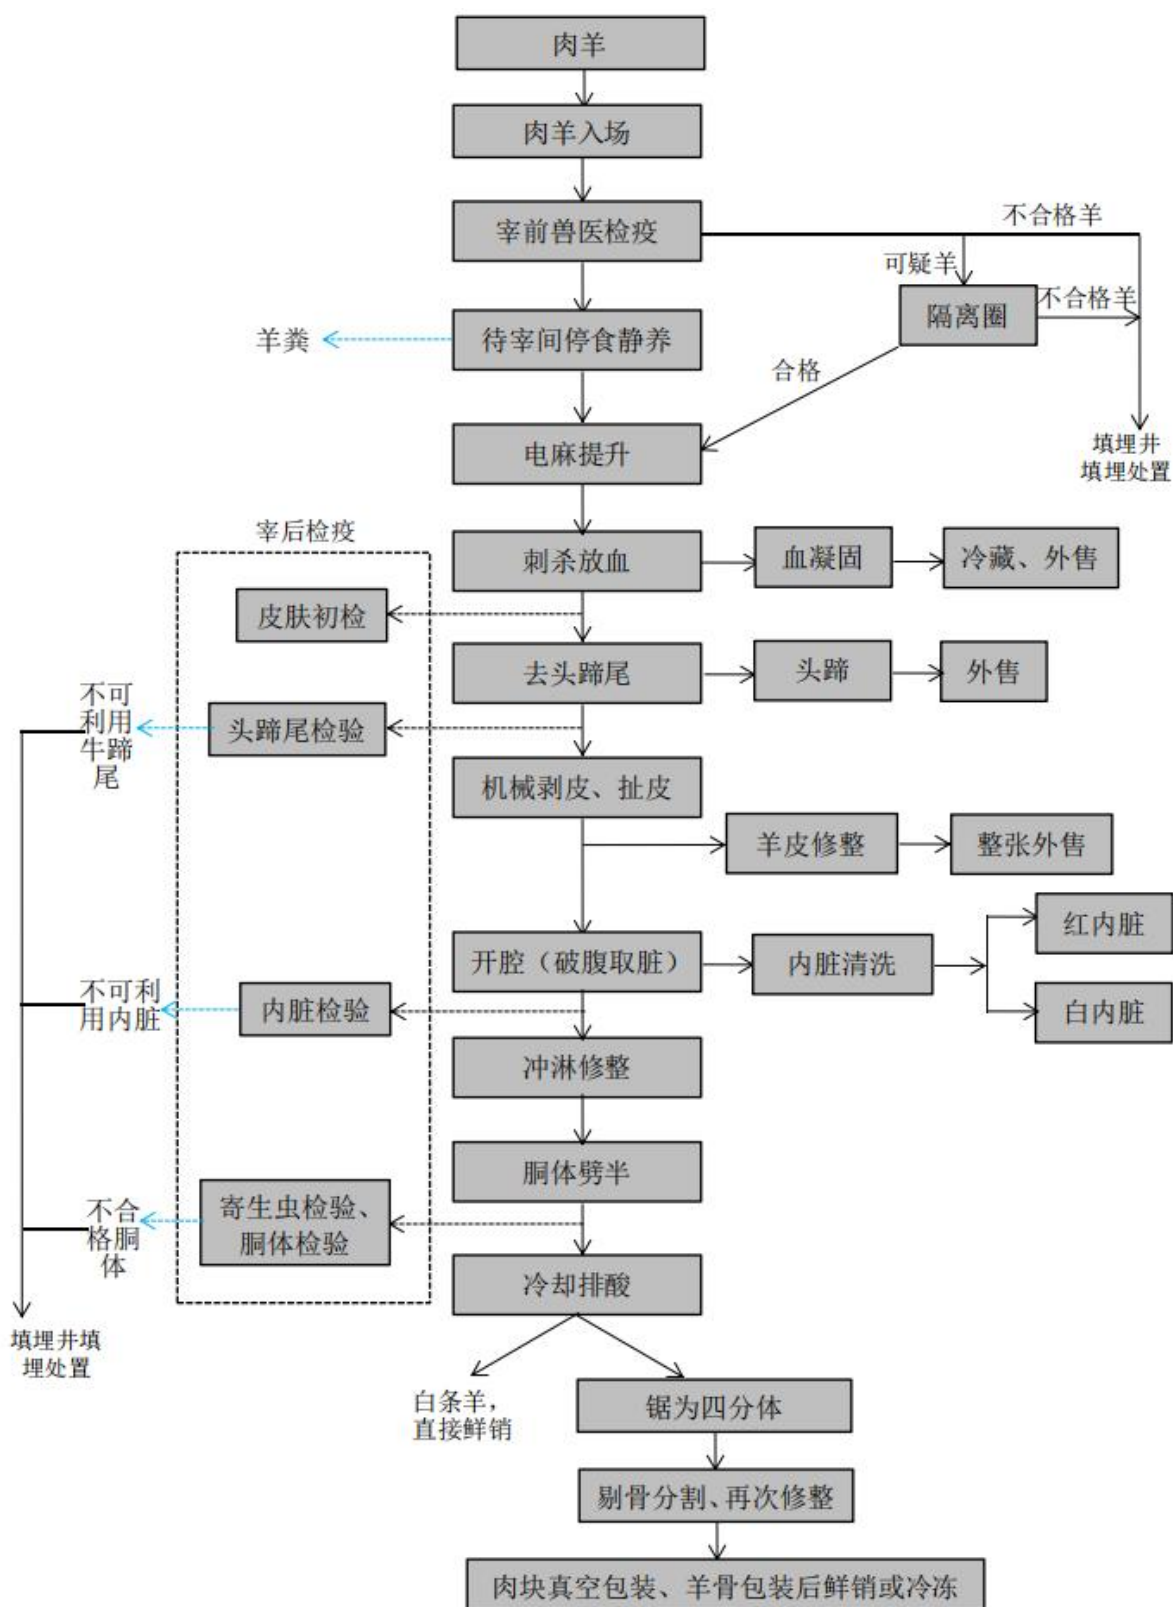 肉羊
肉羊入场
宰前兽医检疫
不合格羊
可疑羊
隔离圈
不合格羊
羊粪
待宰间停食静养
合格
填埋井
填埋处置
电麻提升
宰后检疫
刺杀放血
血凝固
冷藏、外售
皮肤初检
去头蹄尾
头蹄
外售
不可
利用
牛蹄
尾
头蹄尾检验
机械剥皮、扯皮
羊皮修整
整张外售
开腔（破腹取脏）
内脏清洗
红内脏
白内脏
不可利
用内脏
内脏检验
冲淋修整
胴体劈半
不合
格胴
体
寄生虫检验、
胴体检验
冷却排酸
填埋井填
埋处置
白条羊，
直接鲜销
锯为四分体
剔骨分割、再次修整
肉块真空包装、羊骨包装后鲜销或冷冻